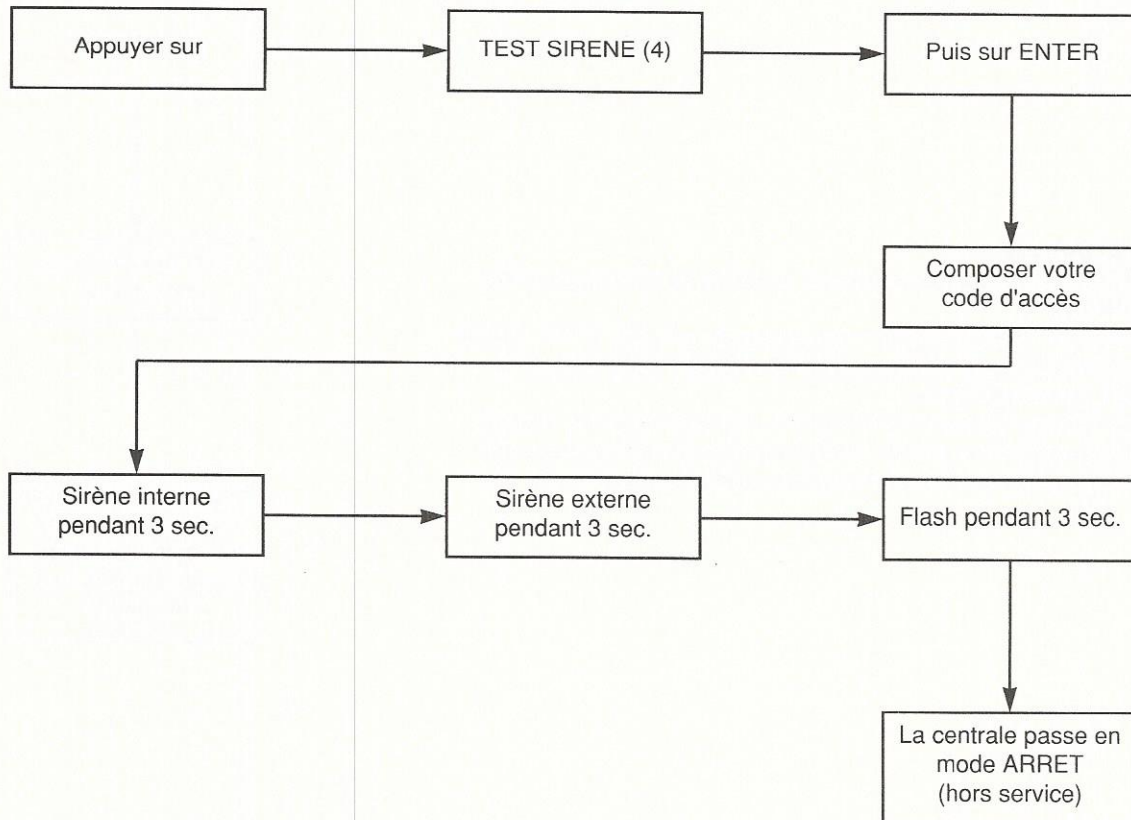 Appuyer sur
TEST SIRENE (4)
Puis sur ENTER
Composer votre
code d'accès
Sirène interne
pendant 3 sec.
Sirène externe
pendant 3 sec.
Flash pendant 3 sec.
La centrale passe en
mode ARRET
(hors service)